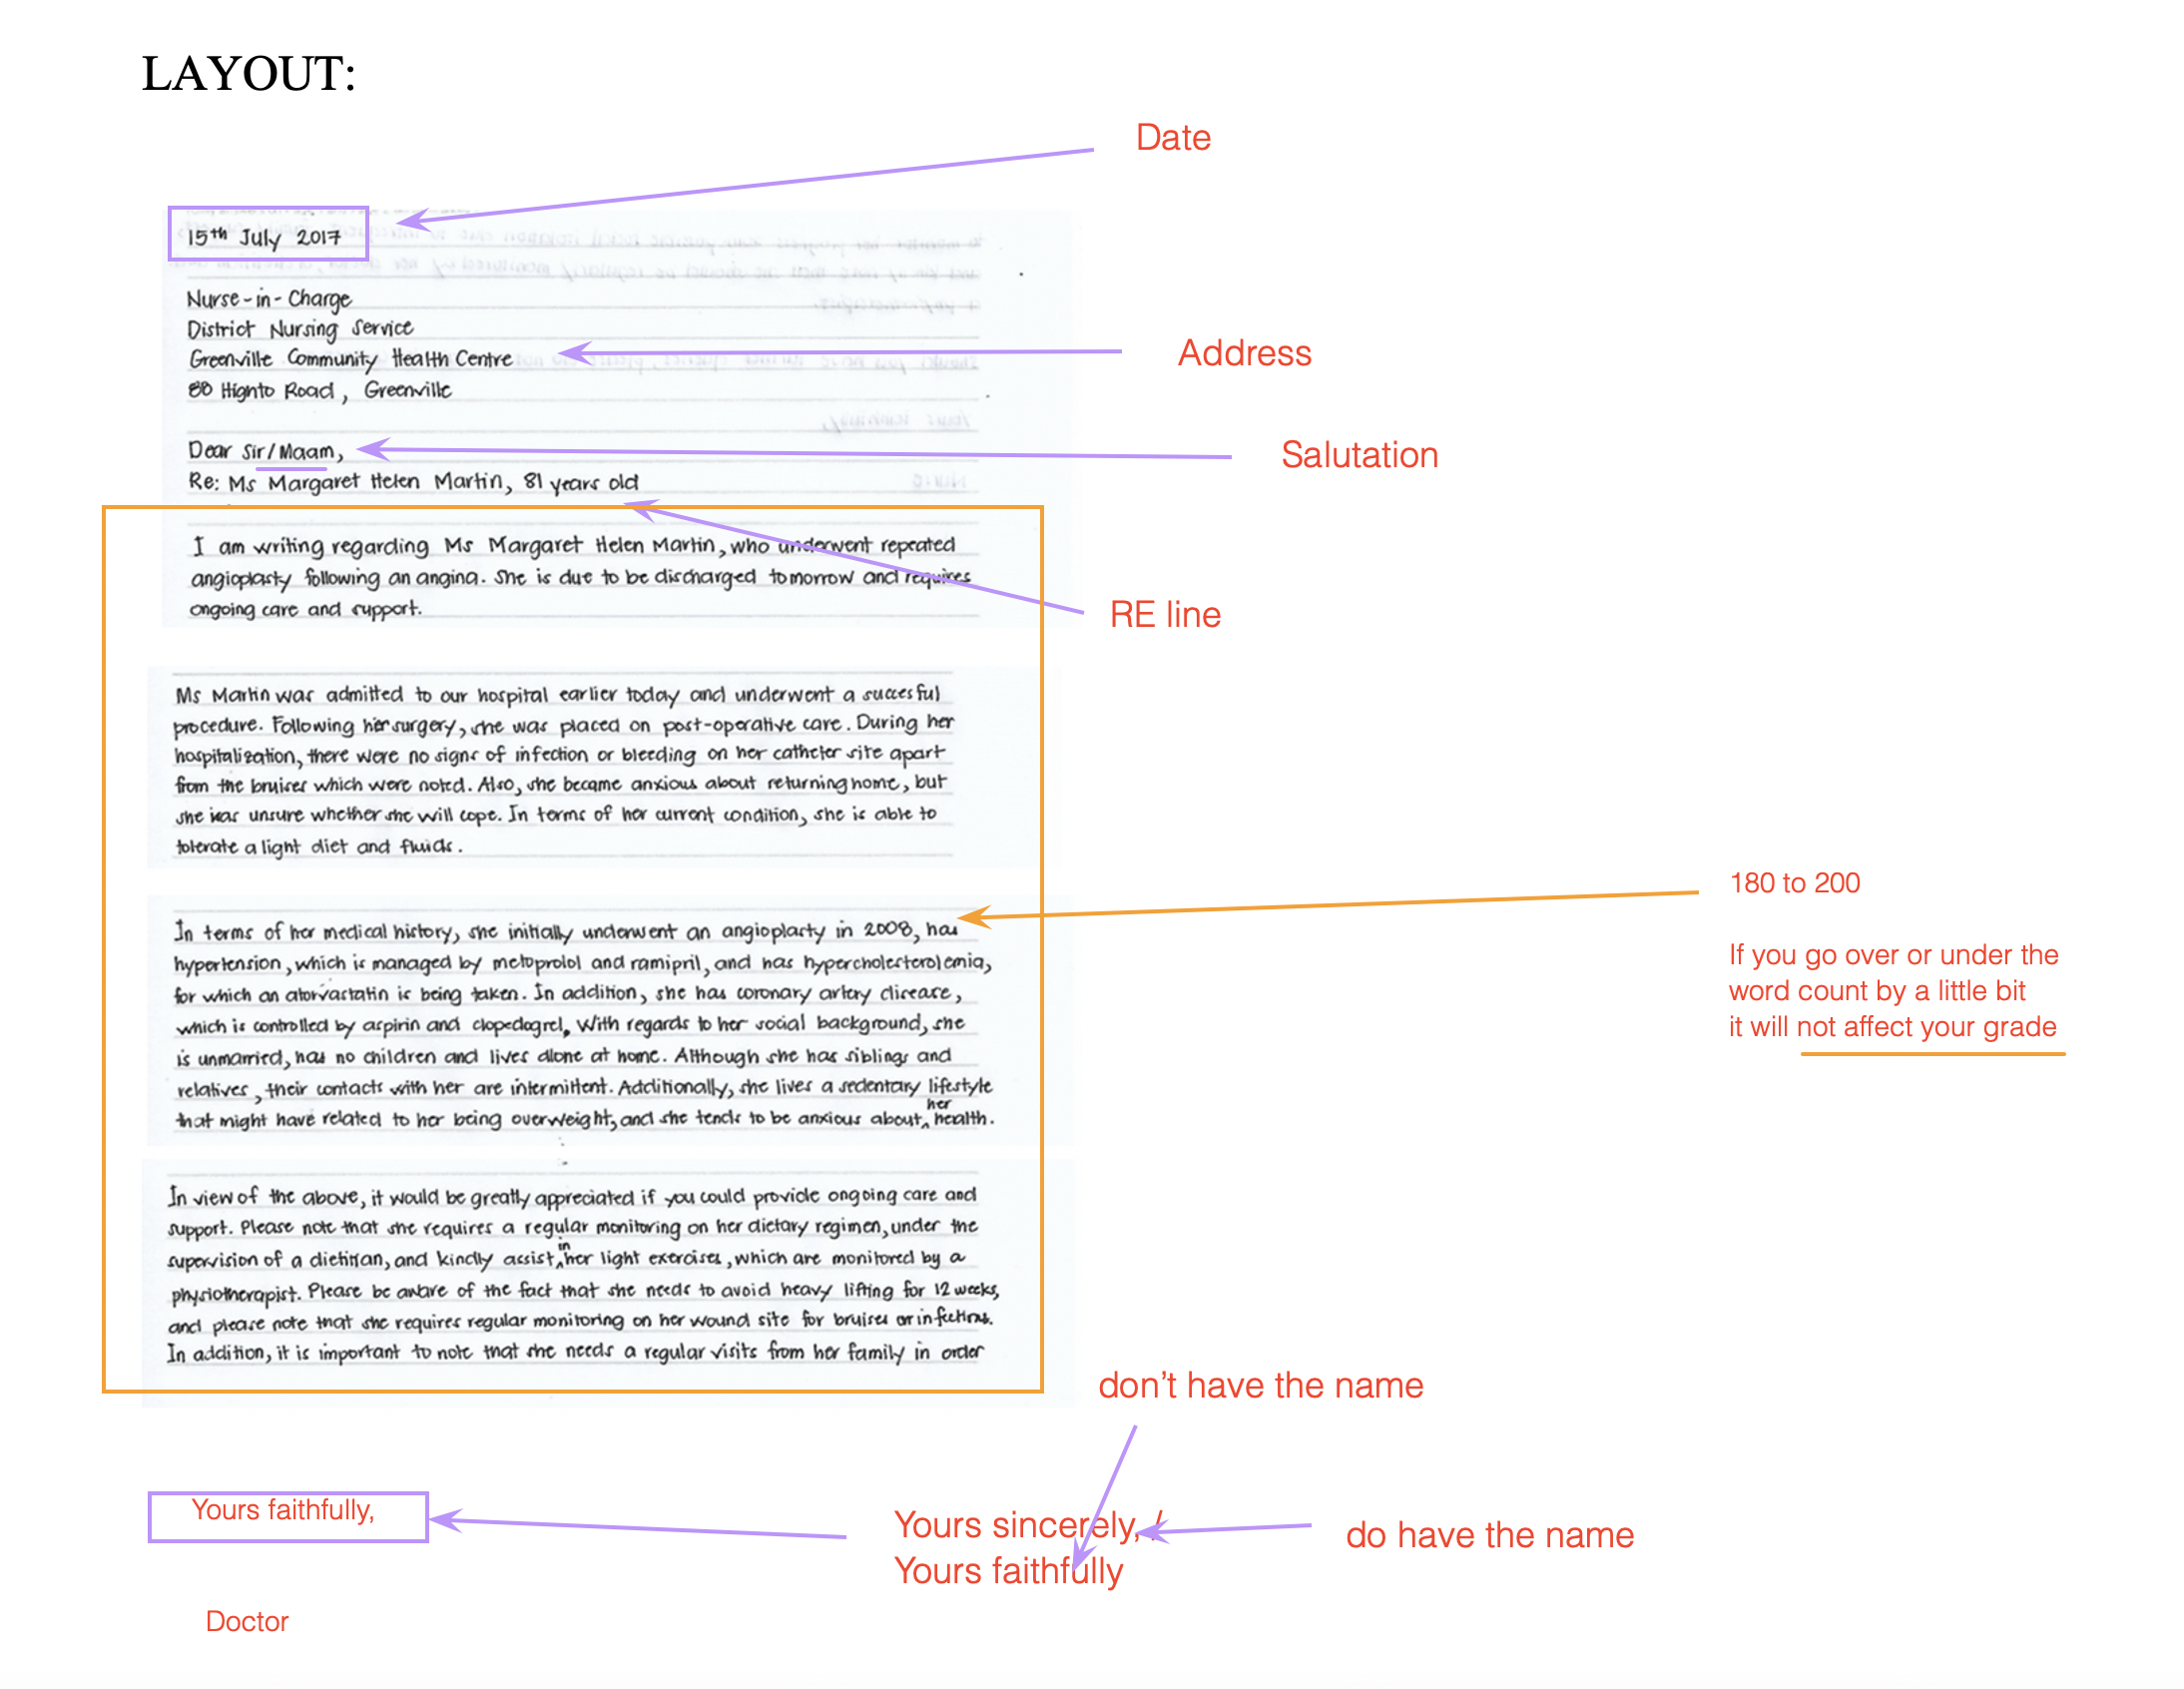 LAYOUT:
Date
15th July 2017
Nurse-in-Charge
District Nursing Service
Greenville Community Health Centre
Address
88 Highto Road, Greenville
Dear Sir/Maam,
Salutation
Re: Ms Margaret Helen Martin, 81 years old
I am writing regarding Ms Margaret Helen Martin, who underwent repeated
angioplasty following an angina. She is due to be discharged tomorrow and requires
ongoing care and support.
RE line
Ms Martin was admitted to our hospital earlier today and underwent a succesful
procedure. Following her surgery, she was placed on post-operative care. During her
hospitalization, there were no signs of infection or bleeding on her catheter site apart
from the bruises which were noted. Also, she became anxious about returning home, but
she was unsure whether she will cope. In terms of her current condition, she is able to
tolerate a light diet and fluids.
180 to 200
If you go over or under the
word count by a little bit
it will not affect your grade
In terms of her medical history, she initially underwent an angioplasty in 2008, has
hypertension, which is managed by metoprolol and ramipril, and has hypercholesterolemia,
for which an atorvastatin is being taken. In addition, she has coronary artery disease,
which is controlled by aspirin and clopedogrel. With regards to her social background, she
is unmarried, has no children and lives alone at home. Although she has siblings and
relatives, their contacts with her are intermittent. Additionally, she lives a sedentary lifestyle
that might have related to her being overweight, and she tends to be anxious about her health.
In view of the above, it would be greatly appreciated if you could provide ongoing care and
support. Please note that she requires a regular monitoring on her dietary regimen, under the
supervision of a dietitian, and kindly assist in her light exercises, which are monitored by a
physiotherapist. Please be aware of the fact that she needs to avoid heavy lifting for 12 weeks,
and please note that she requires regular monitoring on her wound site for bruises or infections.
In addition, it is important to note that she needs a regular visits from her family in order
don't have the name
Yours faithfully,
Yours sincerely, /
Yours faithfully
do have the name
Doctor